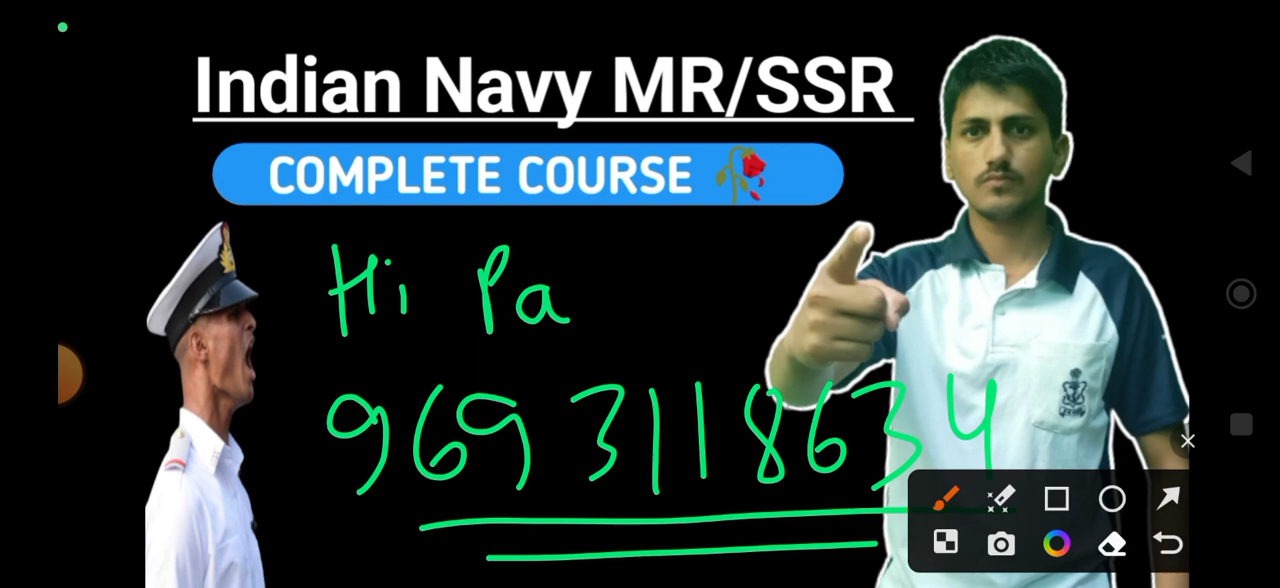 Indian Navy MR/SSR
COMPLETE COURSE 🥀
Hi Pa
9693118634